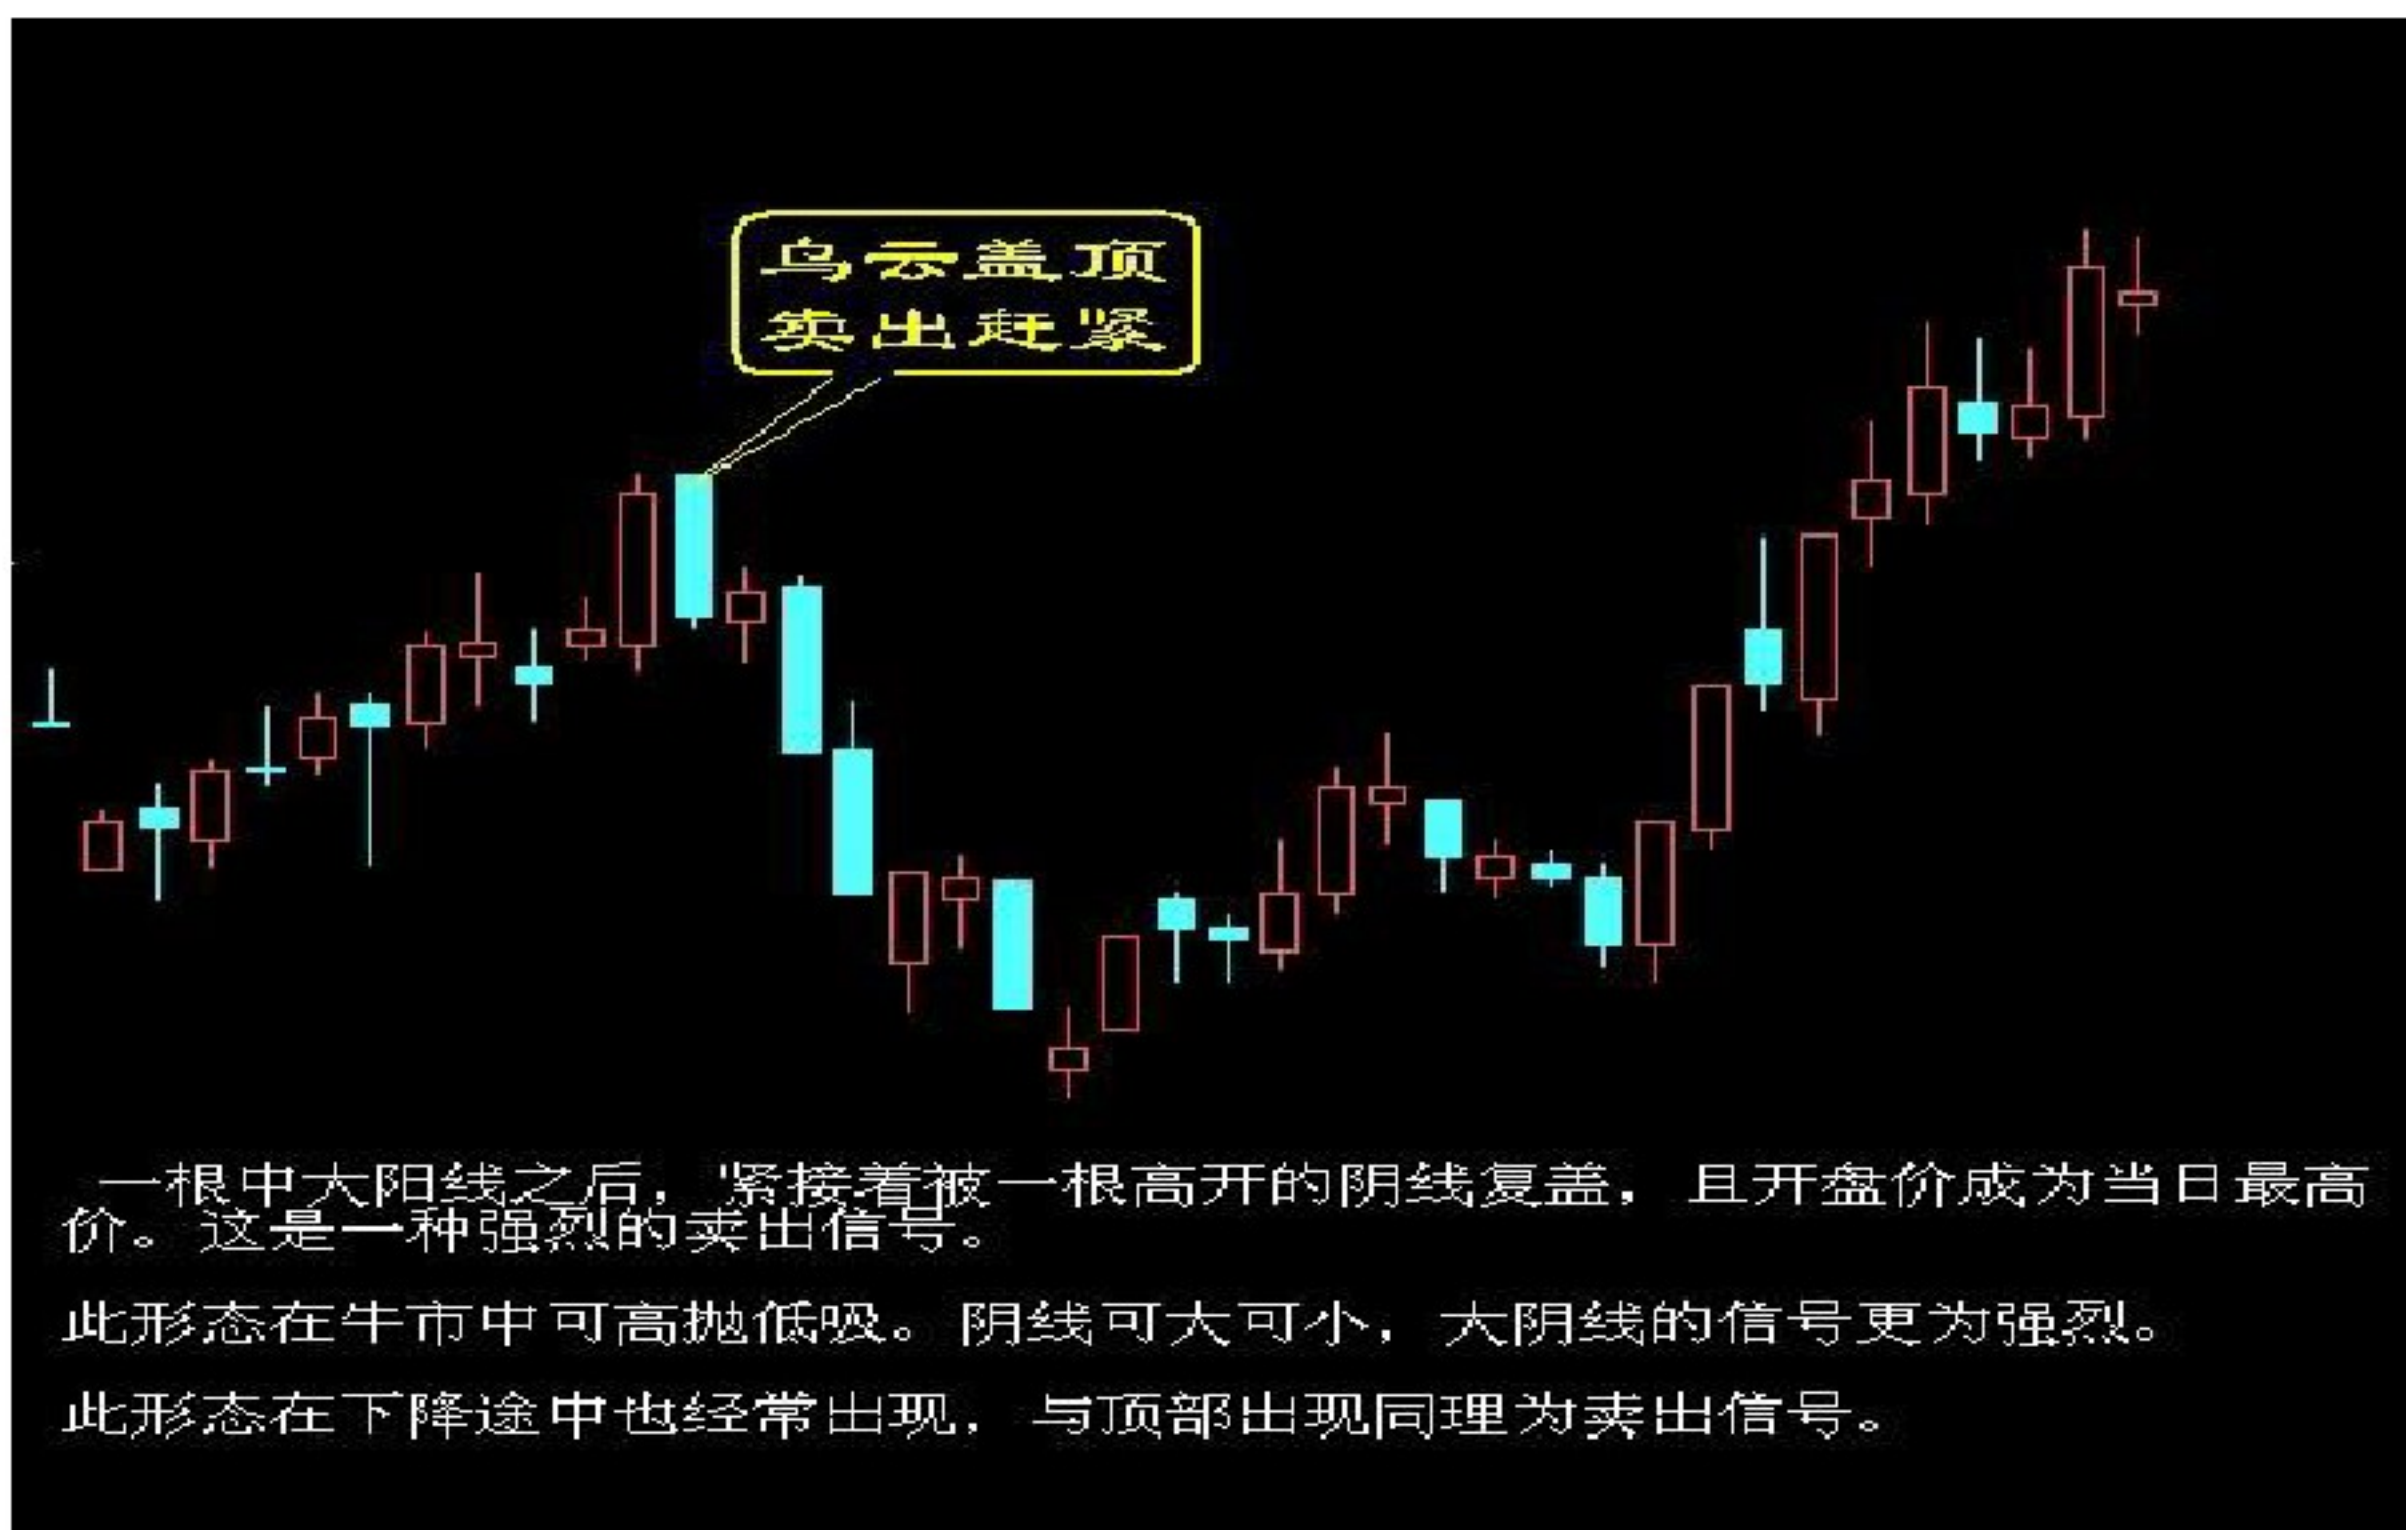 乌云盖顶
卖出赶紧
一根中大阳线之后，紧接着被一根高开的阴线复盖，且开盘价成为当日最高
价。这是一种强烈的卖出信号。
此形态在牛市中可高抛低吸。阴线可大可小，大阴线的信号更为强烈。
此形态在下降途中也经常出现，与顶部出现同理为卖出信号。